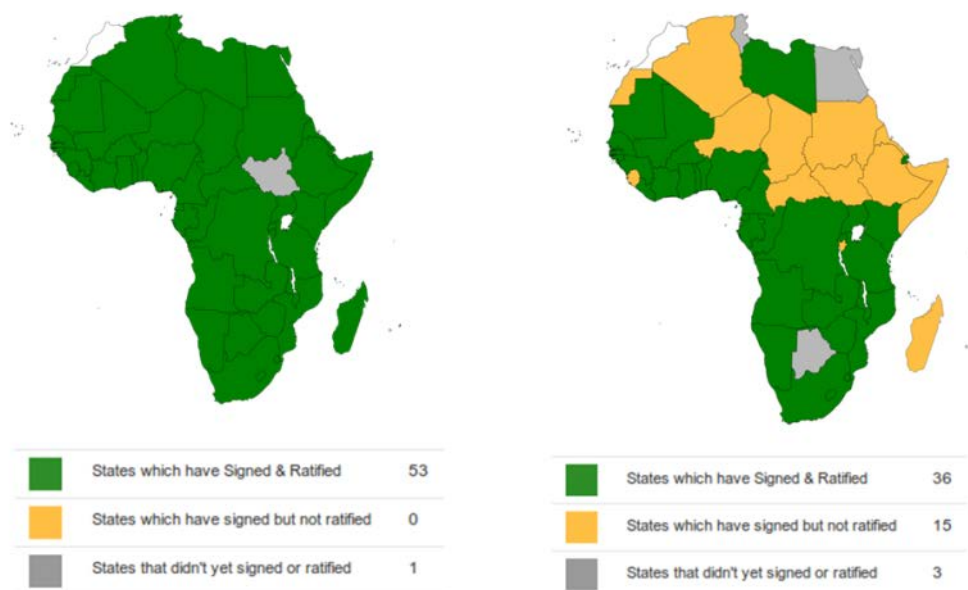 States which have Signed & Ratified 53
States which have signed but not ratified 0
States that didn't yet signed or ratified 1
States which have Signed & Ratified 36
States which have signed but not ratified 15
States that didn't yet signed or ratified 3